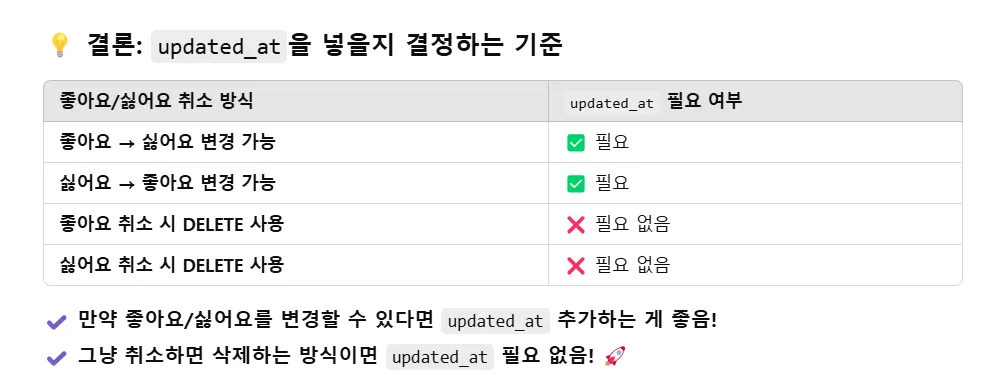 💡 결론: updated_at을 넣을지 결정하는 기준
좋아요/싫어요 취소 방식 updated_at 필요 여부
좋아요 → 싫어요 변경 가능 ✅ 필요
싫어요 → 좋아요 변경 가능 ✅ 필요
좋아요 취소 시 DELETE 사용 ❌ 필요 없음
싫어요 취소 시 DELETE 사용 ❌ 필요 없음
✔ 만약 좋아요/싫어요를 변경할 수 있다면 updated_at 추가하는 게 좋음!
✔ 그냥 취소하면 삭제하는 방식이면 updated_at 필요 없음! 🚀